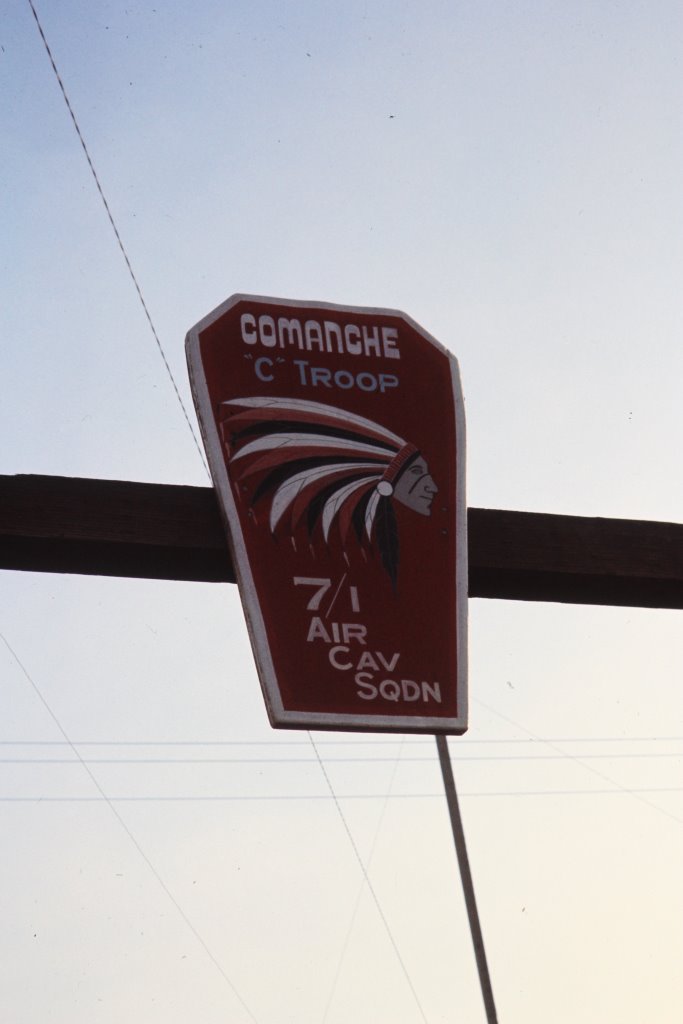 COMANCHE
"C" TROOP
7/1
AIR
CAV
SQDN